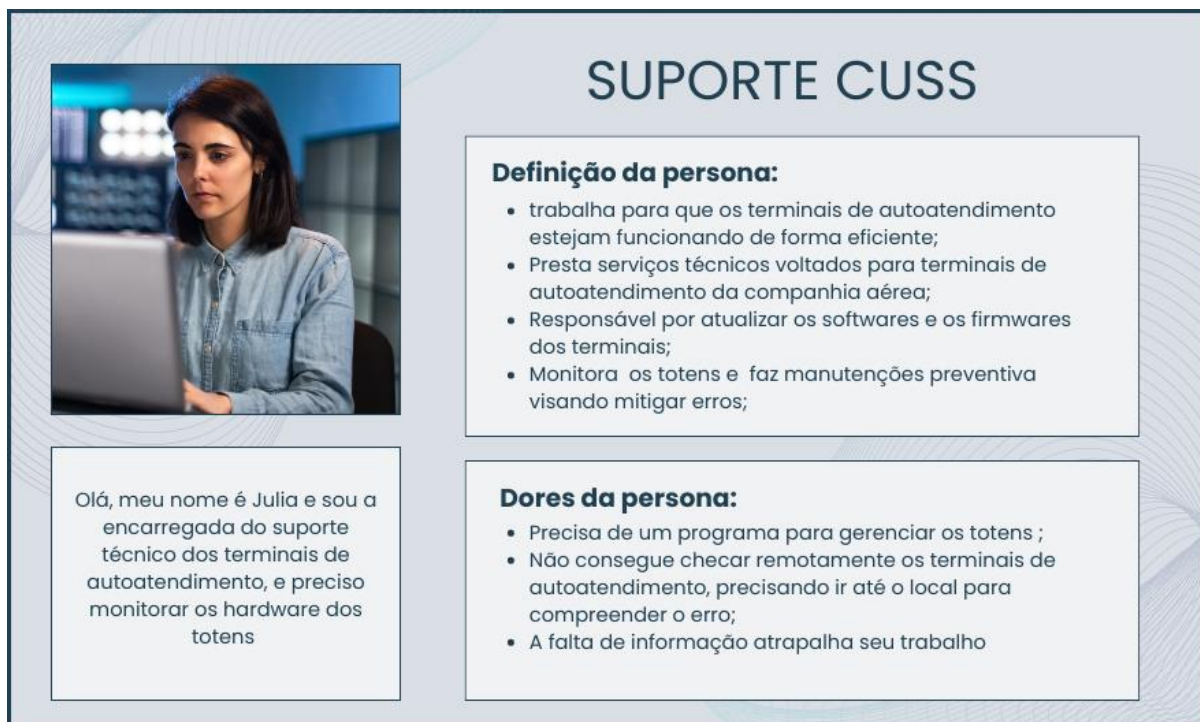 SUPORTE CUSS
Definição da persona:
• trabalha para que os terminais de autoatendimento
estejam funcionando de forma eficiente;
• Presta serviços técnicos voltados para terminais de
autoatendimento da companhia aérea;
• Responsável por atualizar os softwares e os firmwares
dos terminais;
• Monitora  os totens e  faz manutenções preventiva
visando mitigar erros;
Olá, meu nome é Julia e sou a
encarregada do suporte
técnico dos terminais de
autoatendimento, e preciso
monitorar os hardware dos
totens
Dores da persona:
• Precisa de um programa para gerenciar os totens ;
• Não consegue checar remotamente os terminais de
autoatendimento, precisando ir até o local para
compreender o erro;
• A falta de informação atrapalha seu trabalho